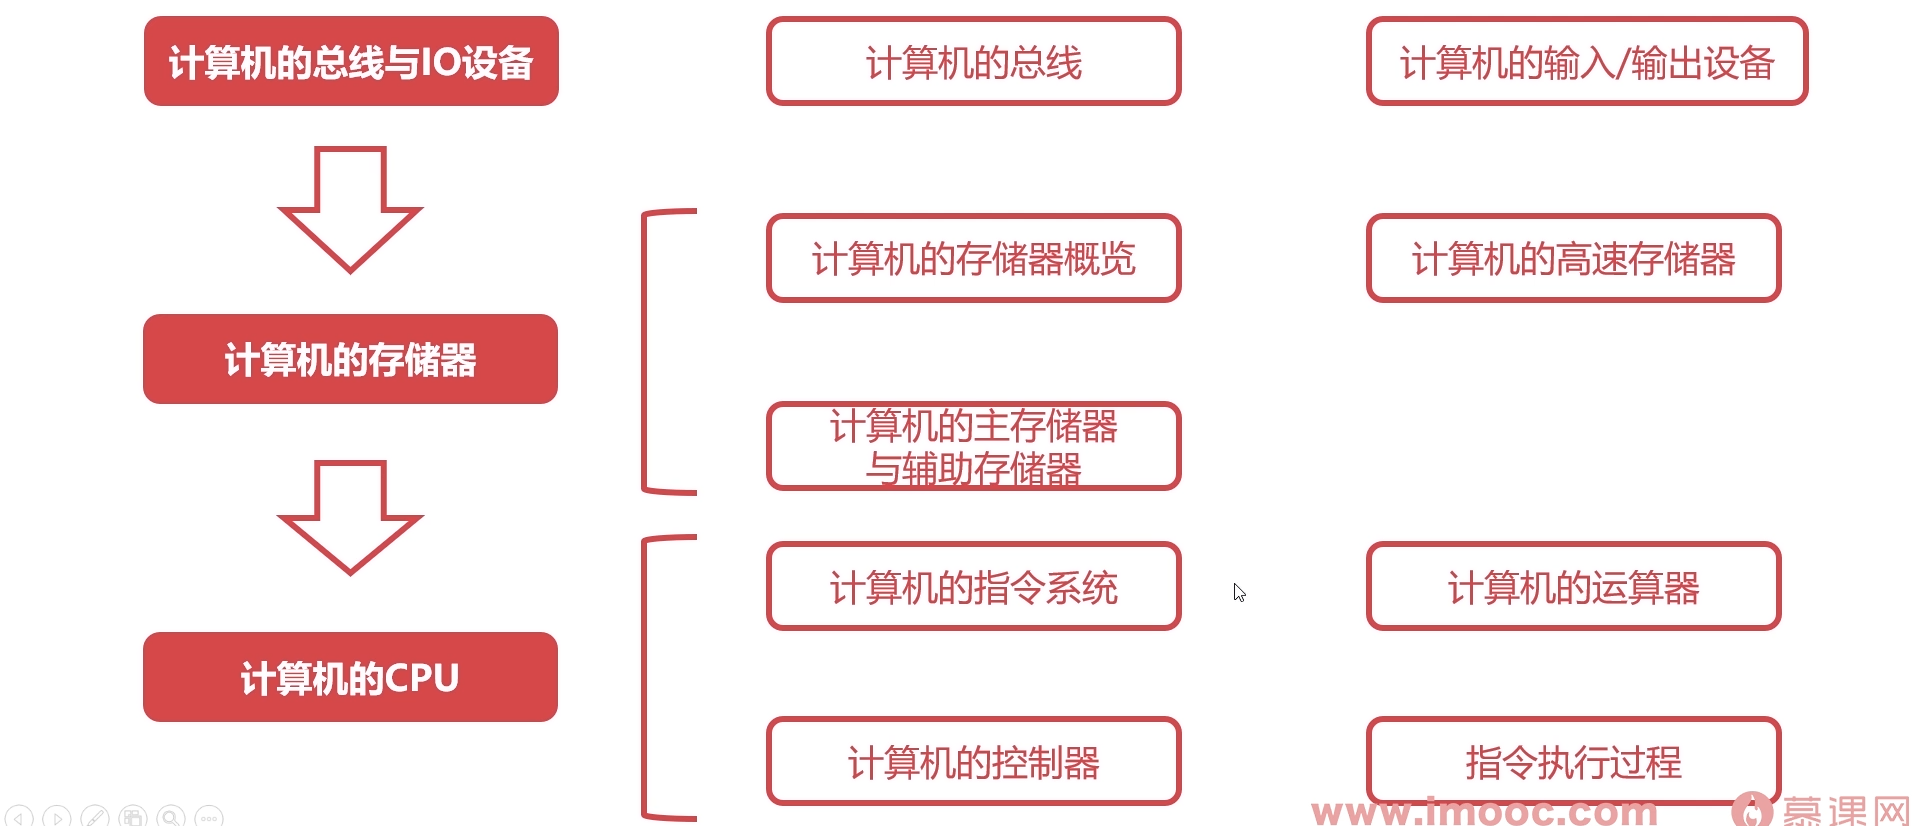 计算机的总线与IO设备
计算机的总线
计算机的输入/输出设备
计算机的存储器概览
计算机的高速存储器
计算机的存储器
计算机的主存储器
与辅助存储器
计算机的指令系统
计算机的运算器
计算机的CPU
计算机的控制器
指令执行过程
www.imooc.com
慕课网